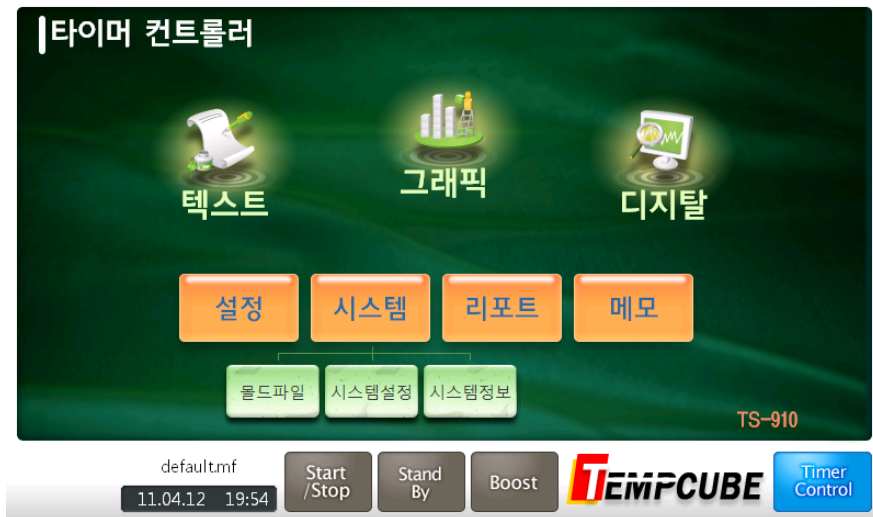 타이머 컨트롤러
텍스트
그래픽
디지탈
설정
시스템
리포트
메모
몰드파일
시스템설정
시스템정보
TS-910
default.mf
11.04.12 19:54
Start
/Stop
Stand
By
Boost
TEMPCUBE
Timer
Control